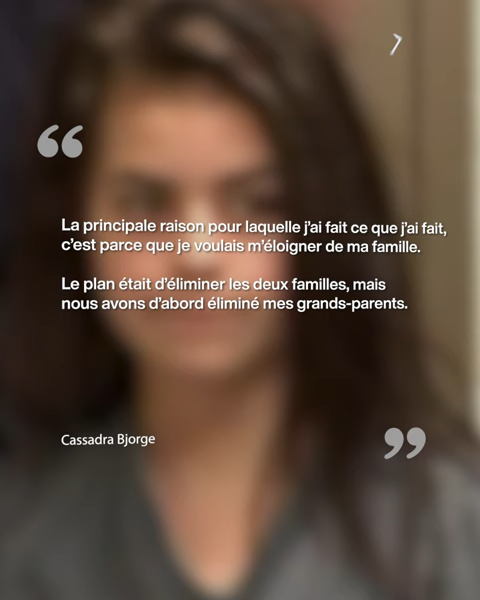 La principale raison pour laquelle j'ai fait ce que j'ai fait,
c'est parce que je voulais m'éloigner de ma famille.
Le plan était d'éliminer les deux familles, mais
nous avons d'abord éliminé mes grands-parents.
Cassadra Bjorge